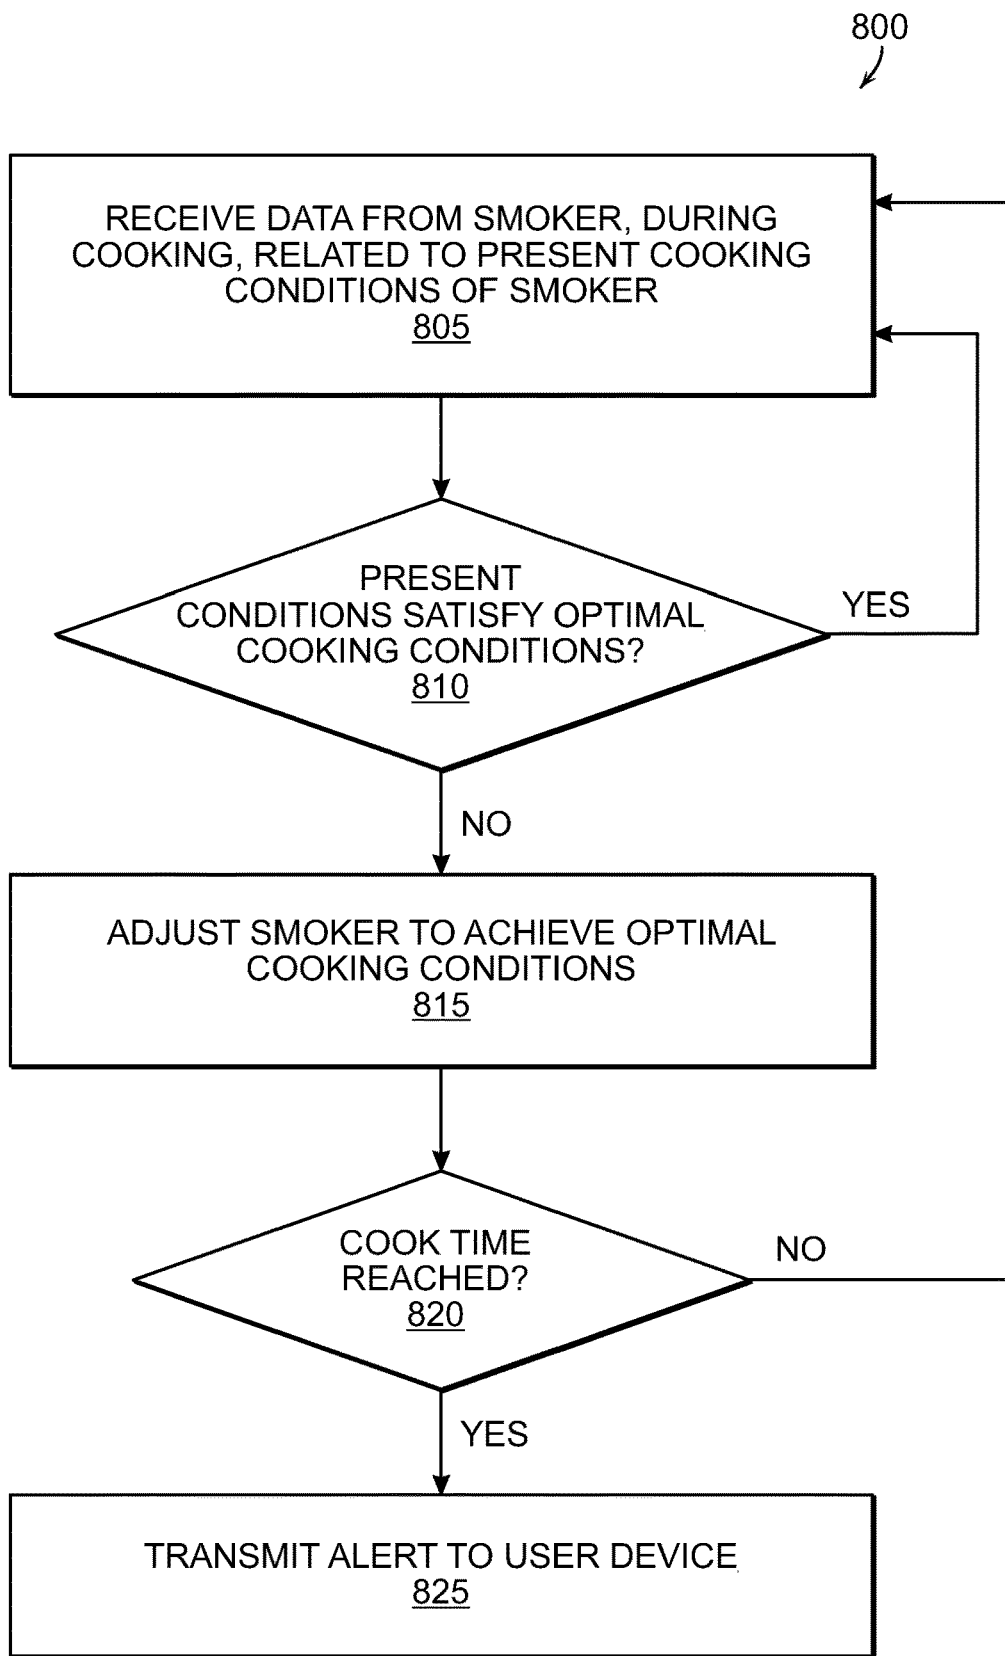 800
RECEIVE DATA FROM SMOKER, DURING
COOKING, RELATED TO PRESENT COOKING
CONDITIONS OF SMOKER
805
PRESENT
CONDITIONS SATISFY OPTIMAL
COOKING CONDITIONS?
810
YES
NO
ADJUST SMOKER TO ACHIEVE OPTIMAL
COOKING CONDITIONS
815
COOK TIME
REACHED?
820
NO
YES
TRANSMIT ALERT TO USER DEVICE
825